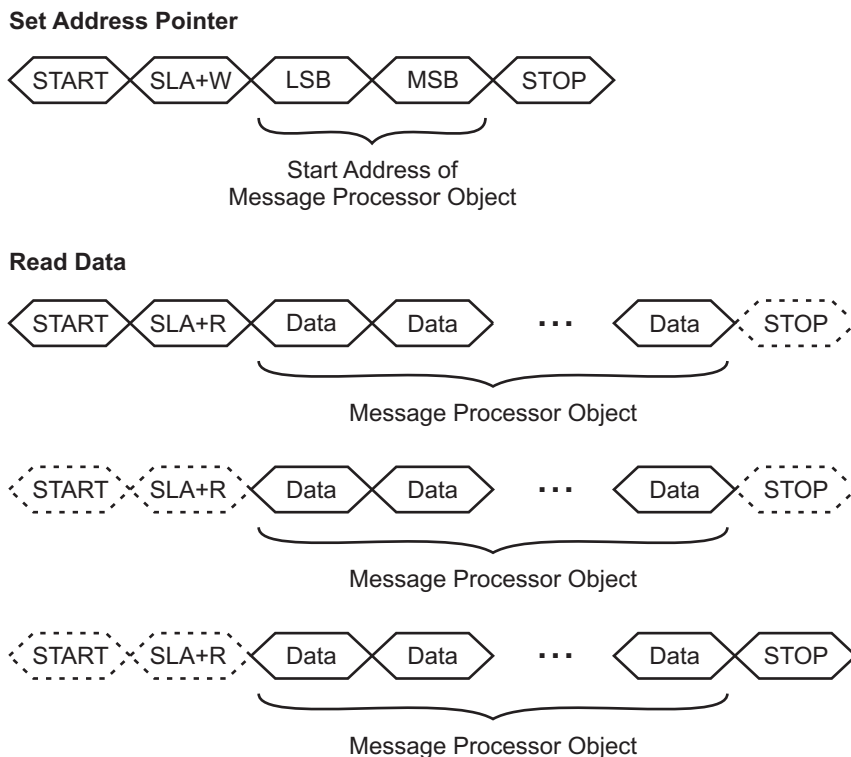 Set Address Pointer
START SLA+W LSB MSB STOP
Start Address of
Message Processor Object
Read Data
START SLA+R Data Data ... Data STOP
Message Processor Object
START SLA+R Data Data ... Data STOP
Message Processor Object
START SLA+R Data Data ... Data STOP
Message Processor Object